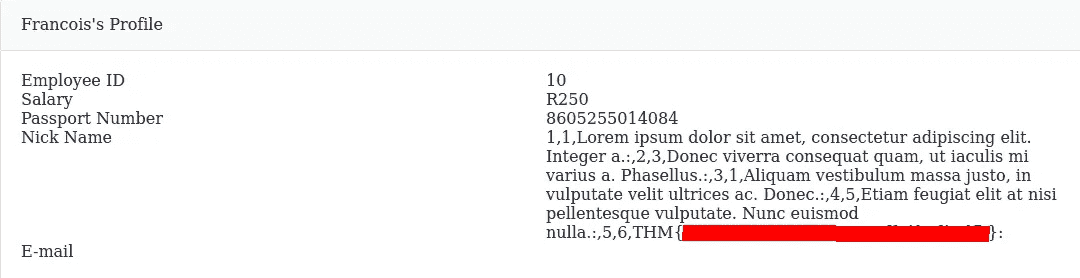 Francois's Profile
Employee ID 10
Salary R250
Passport Number 8605255014084
Nick Name 1,1,Lorem ipsum dolor sit amet, consectetur adipiscing elit.
Integer a.:,2,3,Donec viverra consequat quam, ut iaculis mi
varius a. Phasellus.:,3,1,Aliquam vestibulum massa justo, in
vulputate velit ultrices ac. Donec.:,4,5,Etiam feugiat elit at nisi
pellentesque vulputate. Nunc euismod
nulla.:,5,6,THM{ }:
E-mail